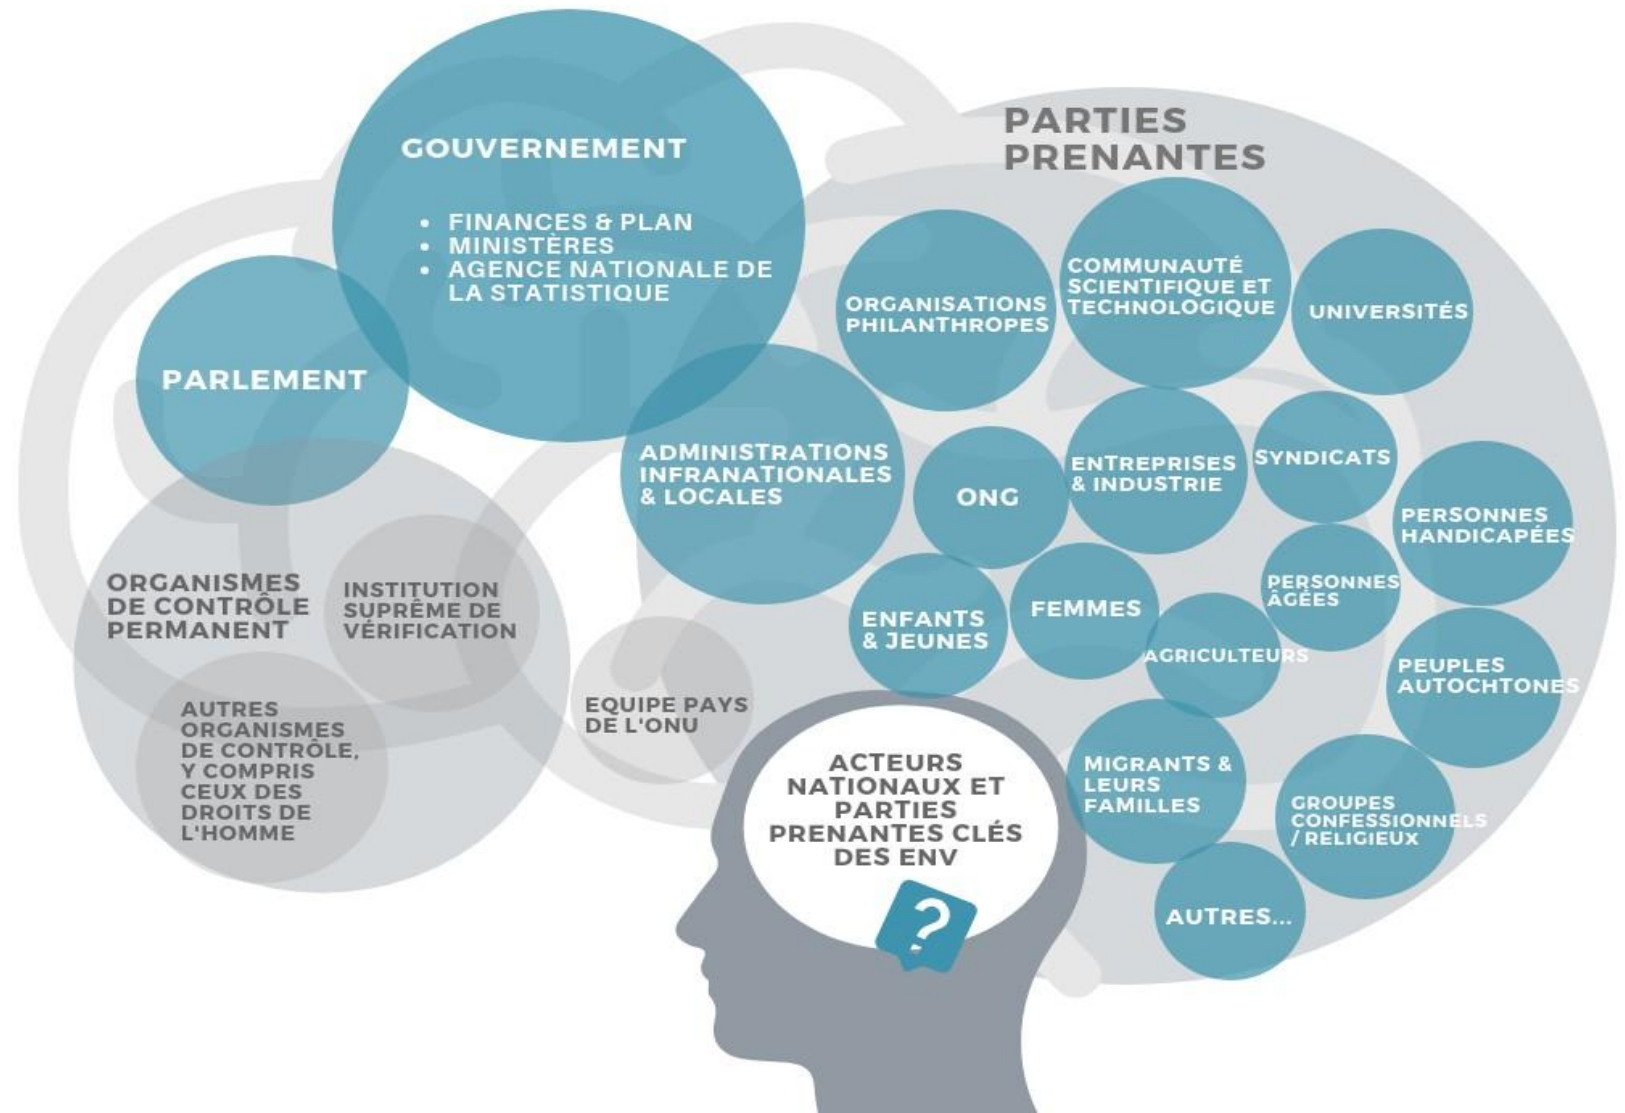 GOUVERNEMENT
• FINANCES & PLAN
• MINISTÈRES
• AGENCE NATIONALE DE
LA STATISTIQUE
PARLEMENT
ADMINISTRATIONS
INFRANATIONALES
& LOCALES
ORGANISMES
DE CONTRÔLE
PERMANENT
INSTITUTION
SUPRÊME DE
VÉRIFICATION
AUTRES
ORGANISMES
DE CONTRÔLE,
Y COMPRIS
CEUX DES
DROITS DE
L'HOMME
EQUIPE PAYS
DE L'ONU
PARTIES
PRENANTES
ORGANISATIONS
PHILANTHROPES
COMMUNAUTÉ
SCIENTIFIQUE ET
TECHNOLOGIQUE
UNIVERSITÉS
ONG
ENTREPRISES
& INDUSTRIE
SYNDICATS
PERSONNES
HANDICAPÉES
ENFANTS
& JEUNES
FEMMES
AGRICULTEURS
PERSONNES
ÂGÉES
PEUPLES
AUTOCHTONES
MIGRANTS &
LEURS
FAMILLES
GROUPES
CONFESSIONNELS
/ RELIGIEUX
AUTRES...
ACTEURS
NATIONAUX ET
PARTIES
PRENANTES CLÉS
DES ENV
?